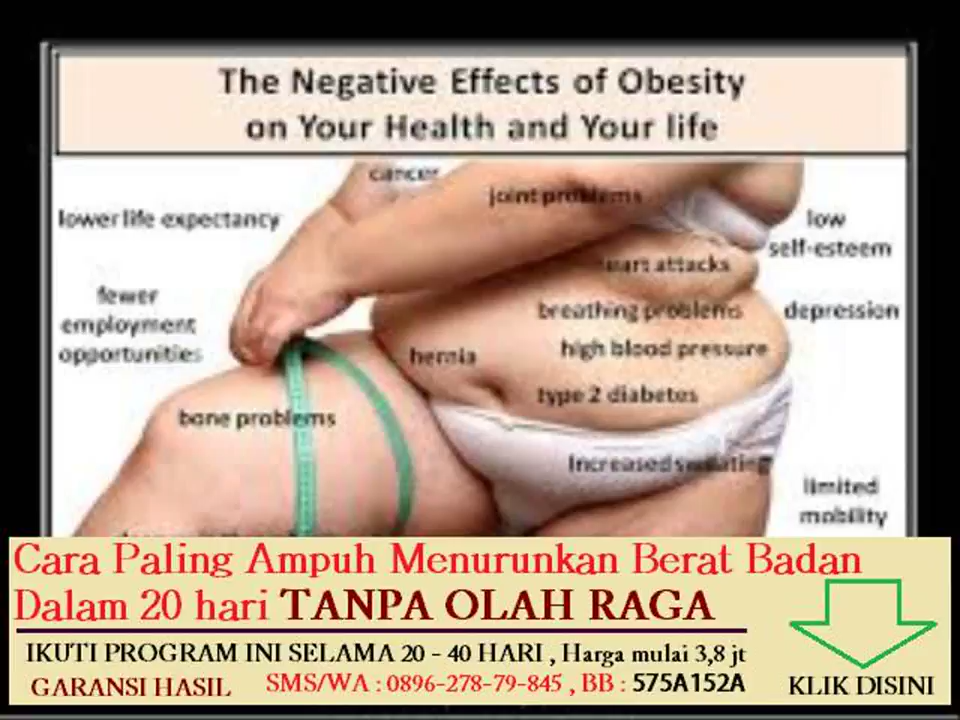 The Negative Effects of Obesity
on Your Health and Your life
cancer
joint problems
lower life expectancy
low
self-esteem
heart attacks
fewer
employment
opportunities
breathing problems
depression
hernia
high blood pressure
type 2 diabetes
bone problems
Increased sweating
limited
mobility
Cara Paling Ampuh Menurunkan Berat Badan
Dalam 20 hari TANPA OLAH RAGA
IKUTI PROGRAM INI SELAMA 20 - 40 HARI , Harga mulai 3,8 jt
GARANSI HASIL SMS/WA : 0896-278-79-845 , BB : 575A152A
KLIK DISINI